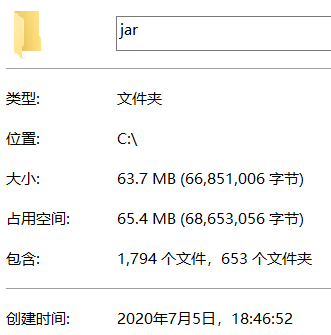 jar
类型: 文件夹
位置: C:\
大小: 63.7 MB (66,851,006 字节)
占用空间: 65.4 MB (68,653,056 字节)
包含: 1,794 个文件，653 个文件夹
创建时间: 2020年7月5日，18:46:52